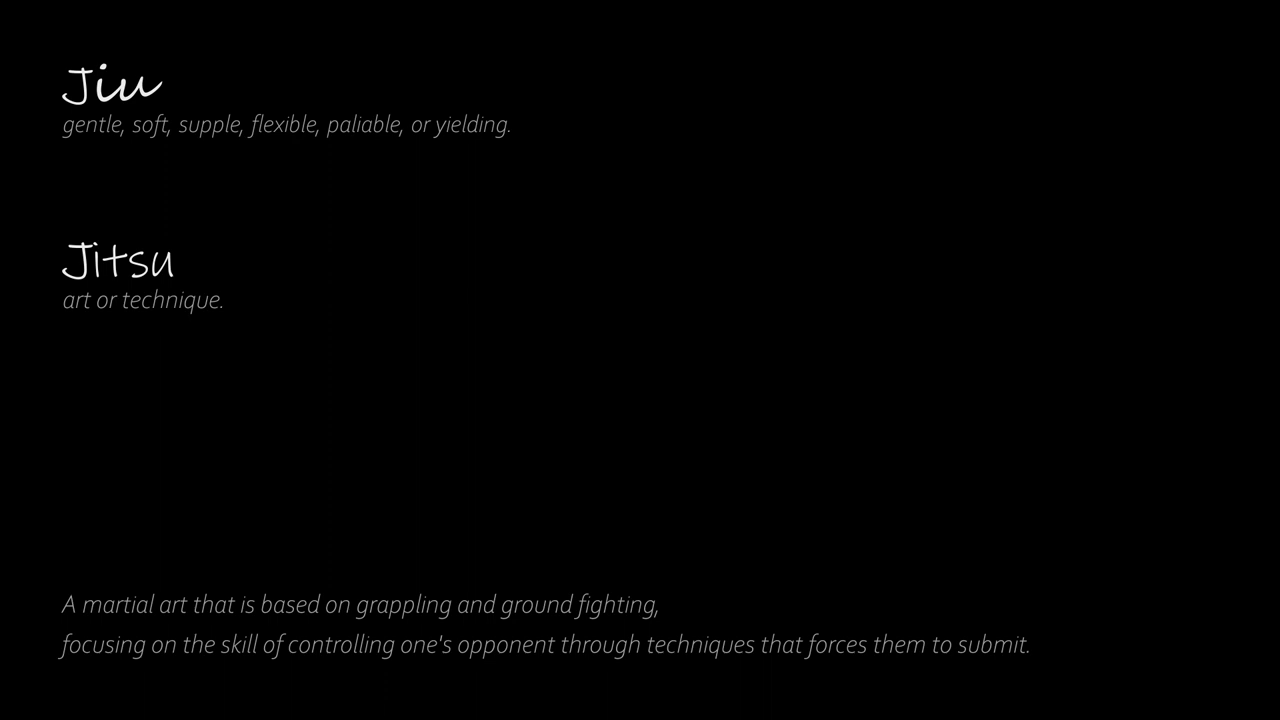 Jiu
gentle, soft, supple, flexible, paliable, or yielding.
Jitsu
art or technique.
A martial art that is based on grappling and ground fighting,
focusing on the skill of controlling one's opponent through techniques that forces them to submit.